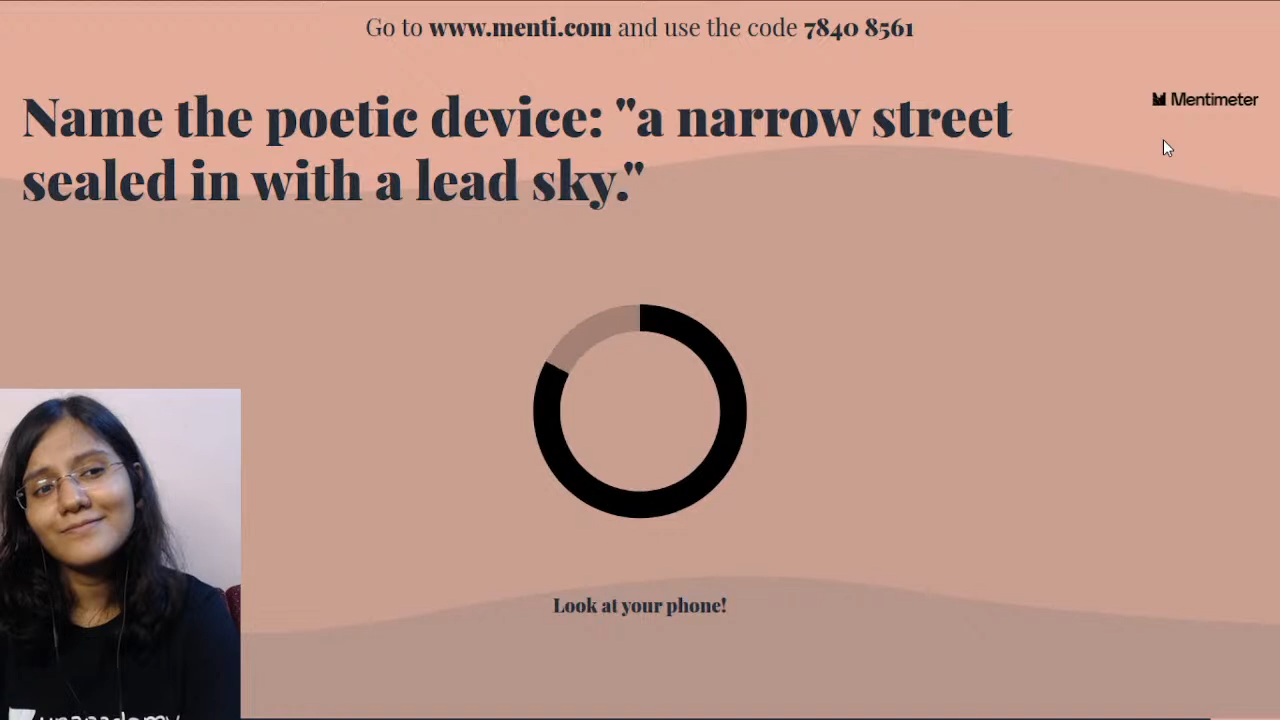 Go to www.menti.com and use the code 7840 8561
Mentimeter
Name the poetic device: "a narrow street
sealed in with a lead sky."
Look at your phone!
unacademy